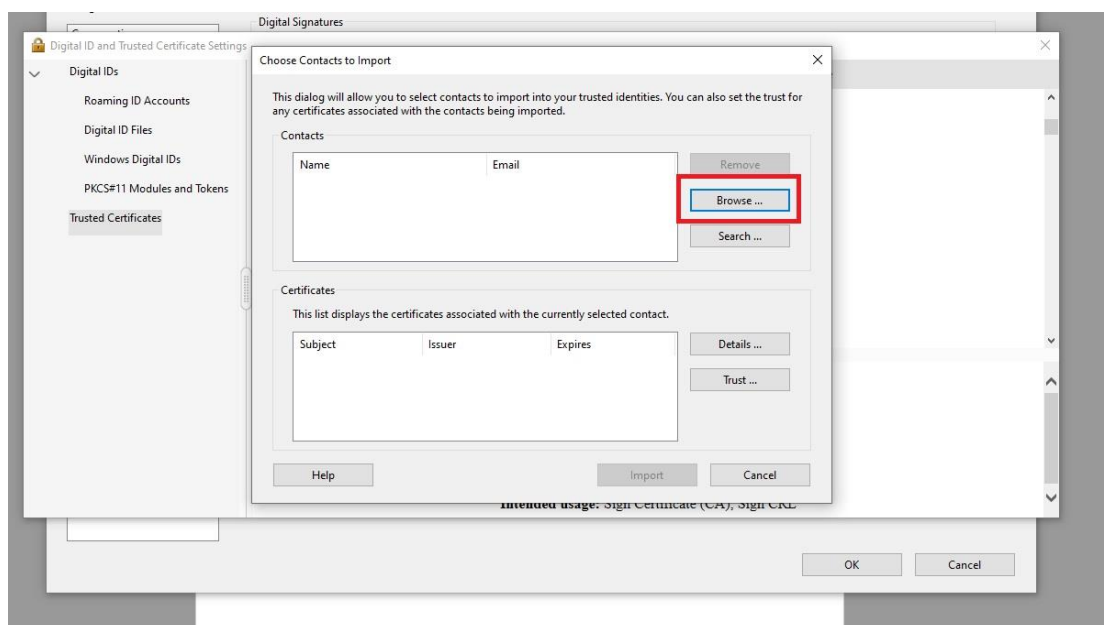 Digital Signatures
Digital ID and Trusted Certificate Settings
Digital IDs
Roaming ID Accounts
Digital ID Files
Windows Digital IDs
PKCS#11 Modules and Tokens
Trusted Certificates
Choose Contacts to Import
This dialog will allow you to select contacts to import into your trusted identities. You can also set the trust for
any certificates associated with the contacts being imported.
Contacts
Name Email
Remove
Browse ...
Search ...
Certificates
This list displays the certificates associated with the currently selected contact.
Subject Issuer Expires
Details ...
Trust ...
Help Import Cancel
Intended usage: Sign Certificate (CA), Sign CRL
OK Cancel